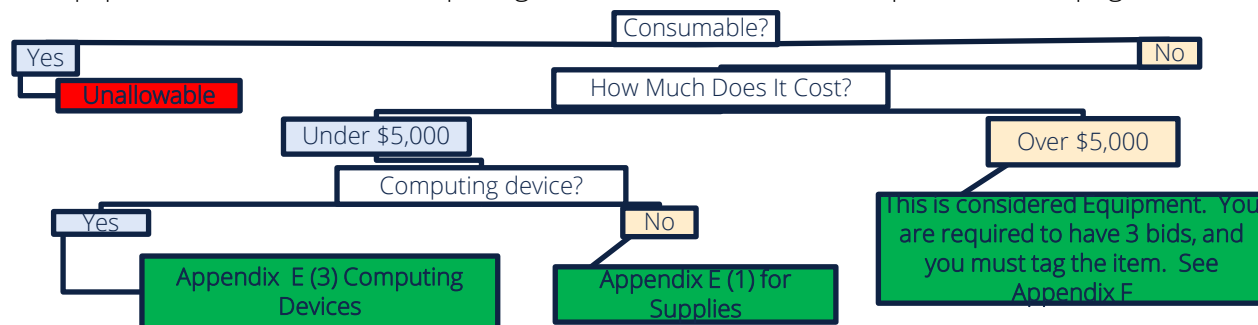 Consumable?
Yes
No
Unallowable
How Much Does It Cost?
Under $5,000
Over $5,000
Computing device?
Yes
No
This is considered Equipment. You
are required to have 3 bids, and
you must tag the item. See
Appendix F
Appendix E (3) Computing
Devices
Appendix E (1) for
Supplies